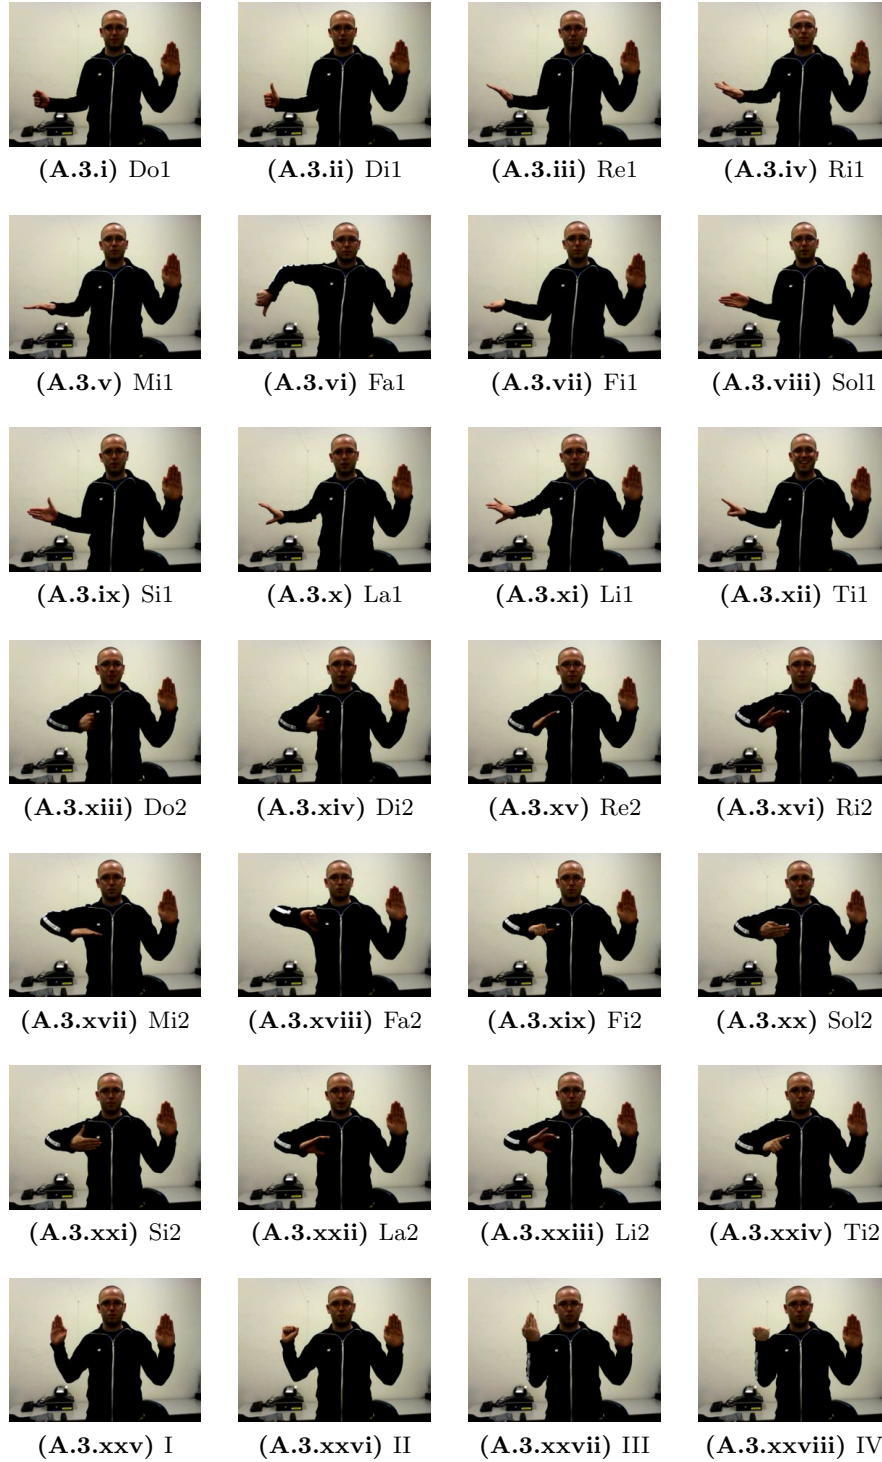 (A.3.i) Do1 (A.3.ii) Di1 (A.3.iii) Re1 (A.3.iv) Ri1
(A.3.v) Mi1 (A.3.vi) Fa1 (A.3.vii) Fi1 (A.3.viii) Sol1
(A.3.ix) Si1 (A.3.x) La1 (A.3.xi) Li1 (A.3.xii) Ti1
(A.3.xiii) Do2 (A.3.xiv) Di2 (A.3.xv) Re2 (A.3.xvi) Ri2
(A.3.xvii) Mi2 (A.3.xviii) Fa2 (A.3.xix) Fi2 (A.3.xx) Sol2
(A.3.xxi) Si2 (A.3.xxii) La2 (A.3.xxiii) Li2 (A.3.xxiv) Ti2
(A.3.xxv) I (A.3.xxvi) II (A.3.xxvii) III (A.3.xxviii) IV